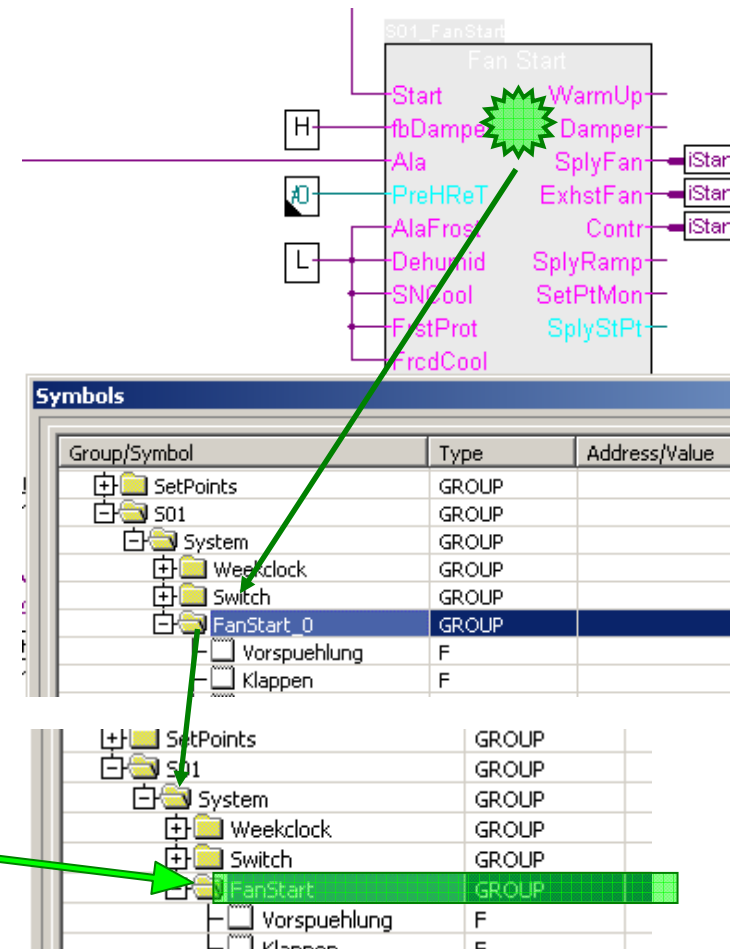 S01_FanStart
Fan Start
Start WarmUp
H fbDampe Damper
Ala SplyFan iStar
PreHReT ExhstFan iStar
AlaFrost Contr iStar
L Dehumid SplyRamp
SNCool SetPtMon
FrstProt SplyStPt
FrcdCool
Symbols
Group/Symbol Type Address/Value
SetPoints GROUP
S01 GROUP
System GROUP
Weekclock GROUP
Switch GROUP
FanStart_0 GROUP
Vorspuehlung F
Klappen F
SetPoints GROUP
S01 GROUP
System GROUP
Weekclock GROUP
Switch GROUP
FanStart GROUP
Vorspuehlung F
Klappen F